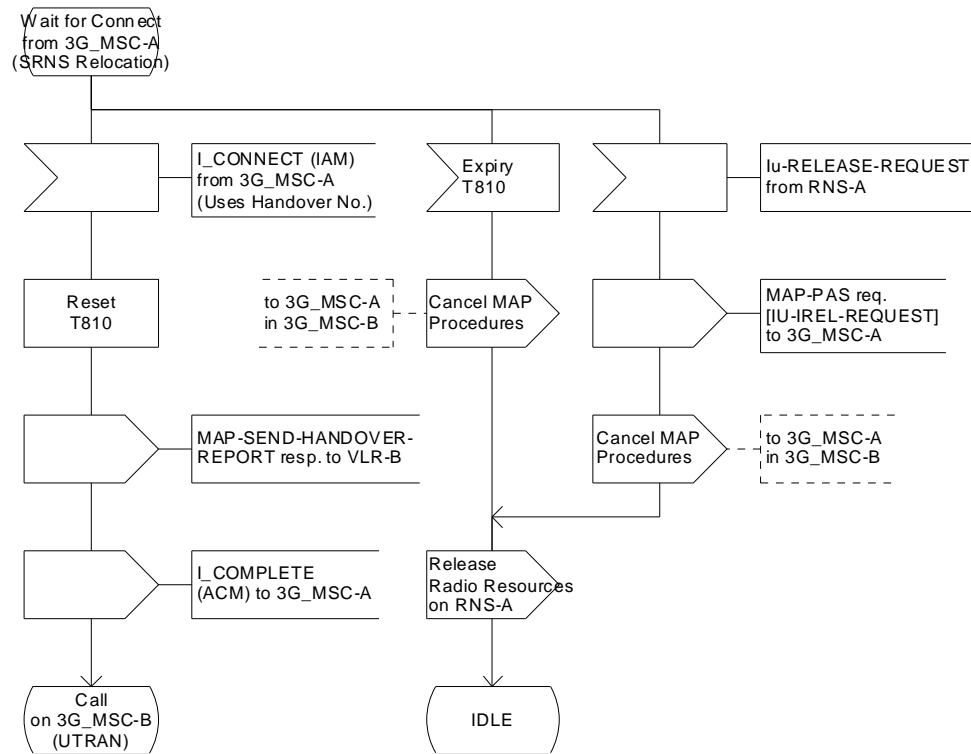 Wait for Connect
from 3G_MSC-A
(SRNS Relocation)
I_CONNECT (IAM)
from 3G_MSC-A
(Uses Handover No.)
Expiry
T810
Iu-RELEASE-REQUEST
from RNS-A
Reset
T810
to 3G_MSC-A
in 3G_MSC-B
Cancel MAP
Procedures
MAP-PAS req.
[IU-IREL-REQUEST]
to 3G_MSC-A
MAP-SEND-HANDOVER-
REPORT resp. to VLR-B
Cancel MAP
Procedures
to 3G_MSC-A
in 3G_MSC-B
I_COMPLETE
(ACM) to 3G_MSC-A
Release
Radio Resources
on RNS-A
Call
on 3G_MSC-B
(UTRAN)
IDLE